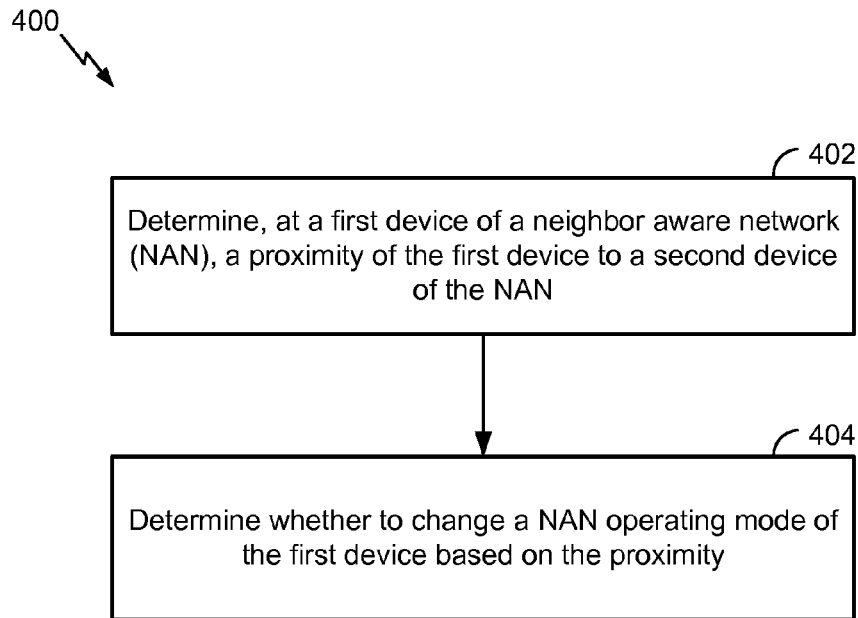 400
402
Determine, at a first device of a neighbor aware network
(NAN), a proximity of the first device to a second device
of the NAN
404
Determine whether to change a NAN operating mode of
the first device based on the proximity